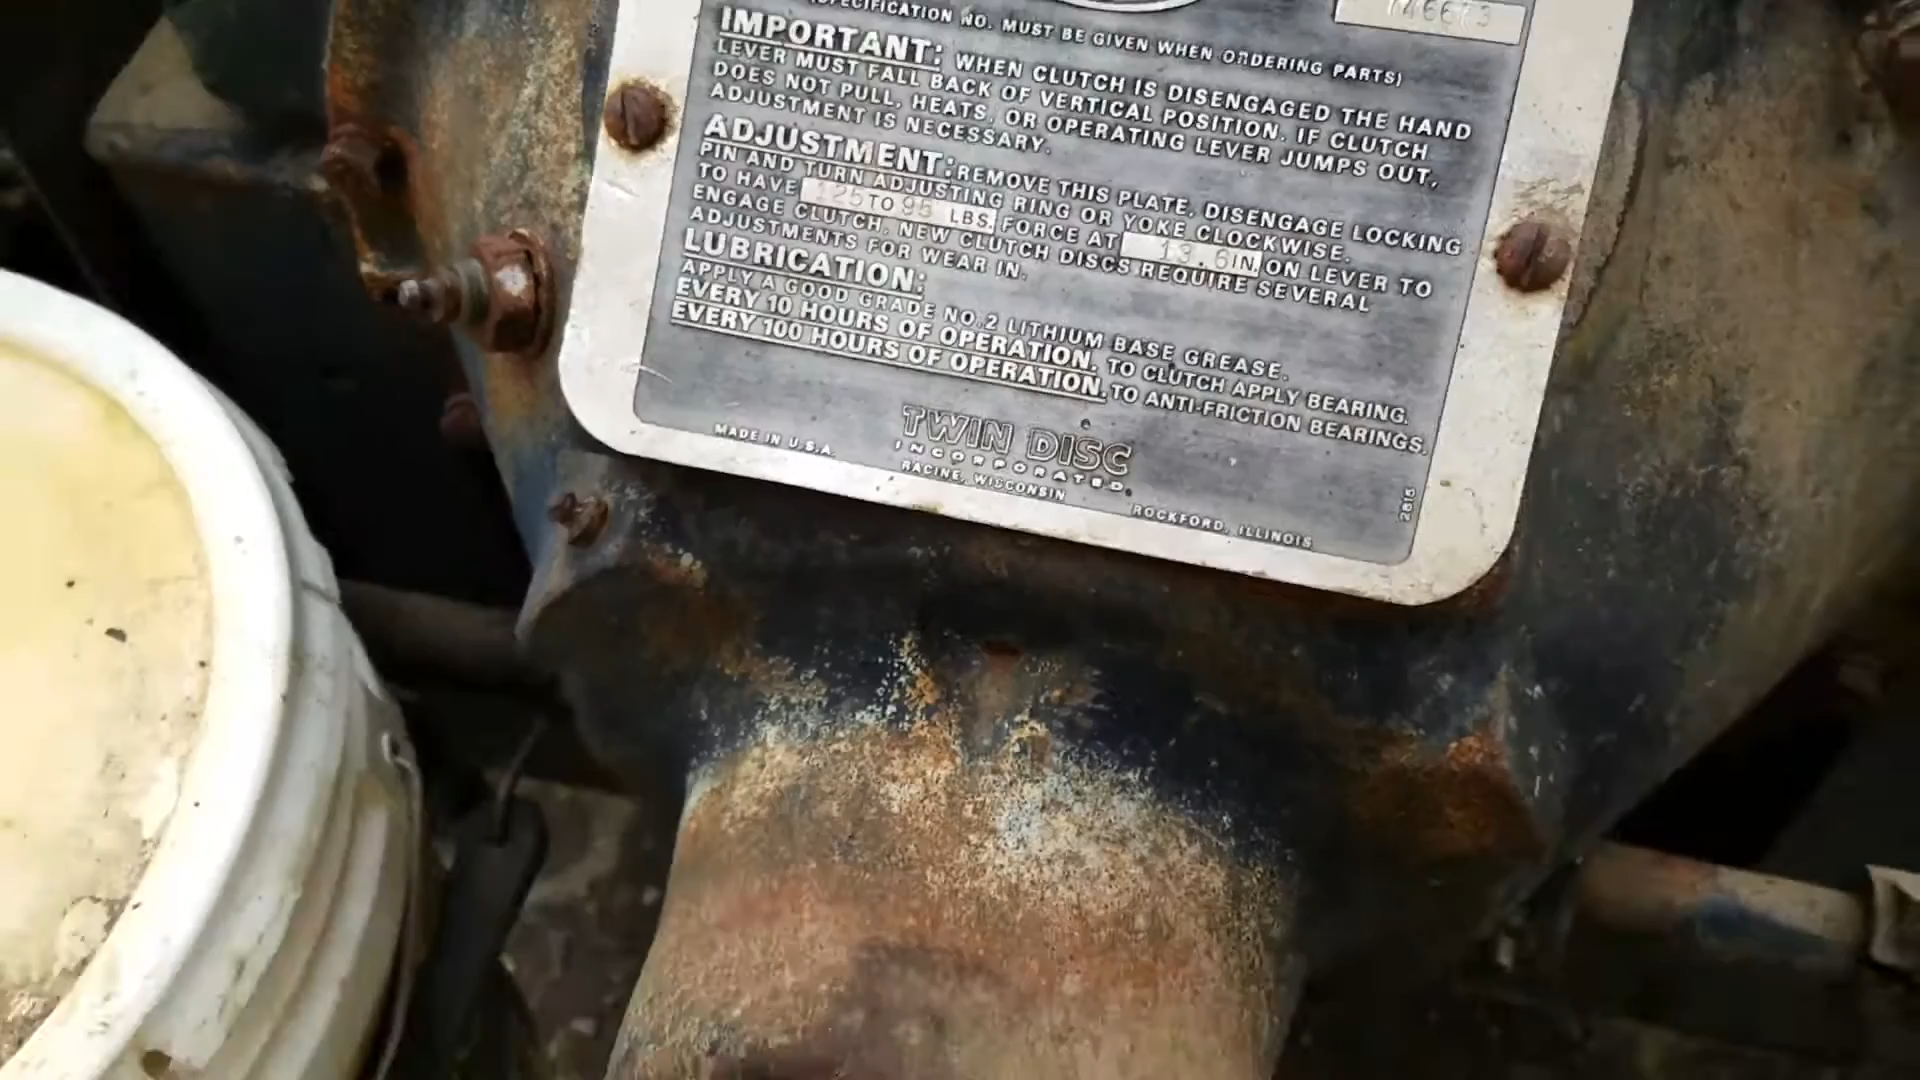 (SPECIFICATION NO. MUST BE GIVEN WHEN ORDERING PARTS)
IMPORTANT: WHEN CLUTCH IS DISENGAGED THE HAND
LEVER MUST FALL BACK OF VERTICAL POSITION. IF CLUTCH
DOES NOT PULL, HEATS, OR OPERATING LEVER JUMPS OUT,
ADJUSTMENT IS NECESSARY.
ADJUSTMENT: REMOVE THIS PLATE, DISENGAGE LOCKING
PIN AND TURN ADJUSTING RING OR YOKE CLOCKWISE.
TO HAVE 125 TO 95 LBS. FORCE AT 13.6 IN. ON LEVER TO
ENGAGE CLUTCH. NEW CLUTCH DISCS REQUIRE SEVERAL
ADJUSTMENTS FOR WEAR IN.
LUBRICATION:
APPLY A GOOD GRADE NO.2 LITHIUM BASE GREASE.
EVERY 10 HOURS OF OPERATION, TO CLUTCH APPLY BEARING.
EVERY 100 HOURS OF OPERATION, TO ANTI-FRICTION BEARINGS.
TWIN DISC
INCORPORATED
MADE IN U.S.A. RACINE, WISCONSIN ROCKFORD, ILLINOIS